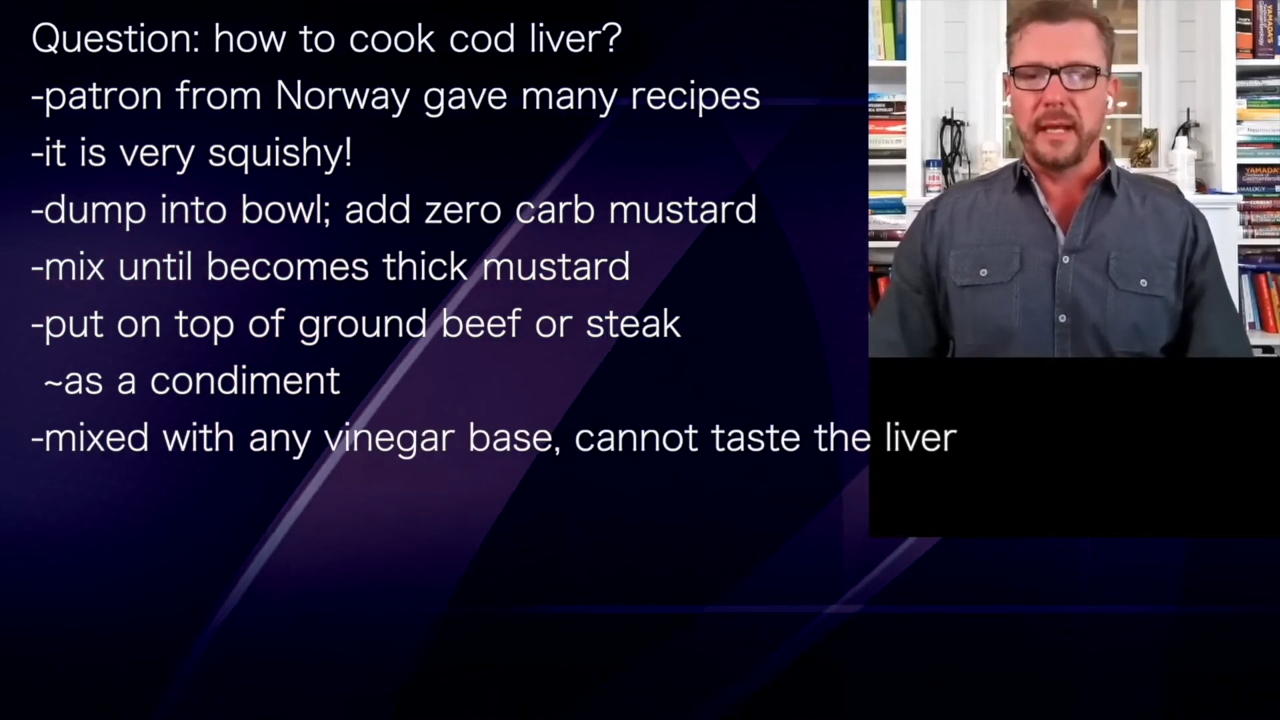 Question: how to cook cod liver?
-patron from Norway gave many recipes
-it is very squishy!
-dump into bowl; add zero carb mustard
-mix until becomes thick mustard
-put on top of ground beef or steak
~as a condiment
-mixed with any vinegar base, cannot taste the liver
YAMADA'S
YAMADA'S